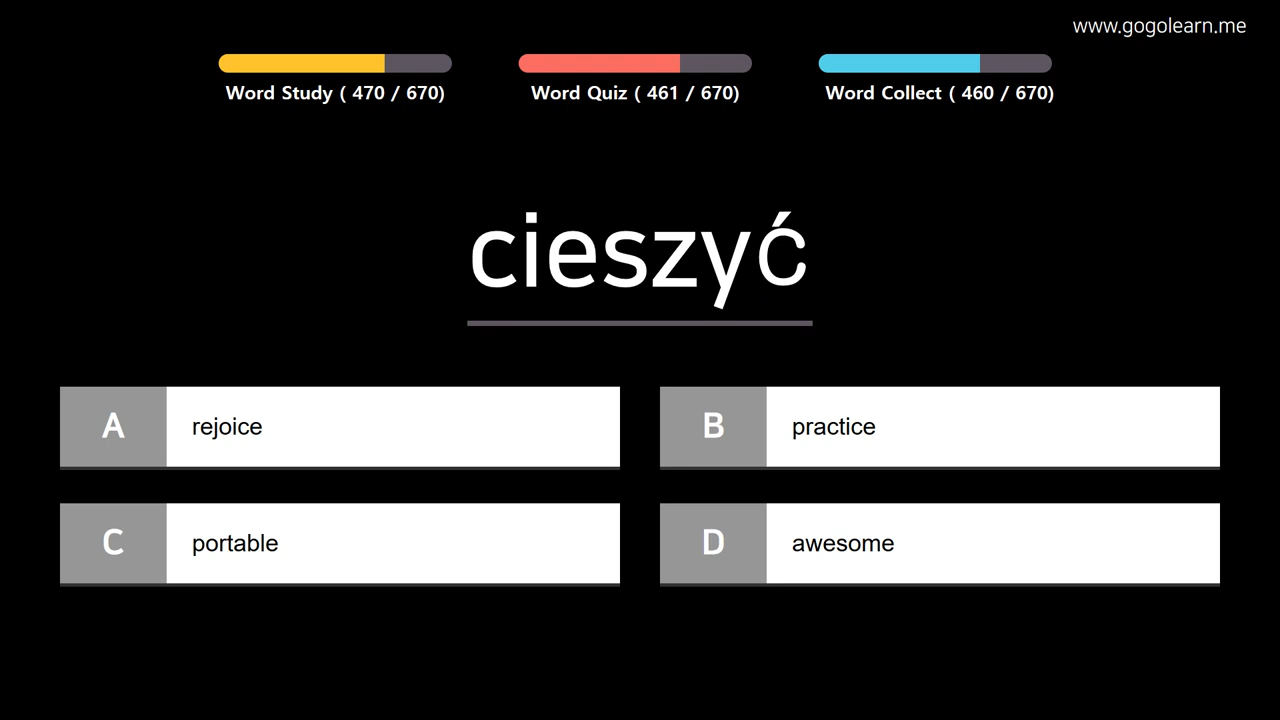 www.gogolearn.me
Word Study ( 470 / 670)
Word Quiz ( 461 / 670)
Word Collect ( 460 / 670)
cieszyć
A rejoice
B practice
C portable
D awesome